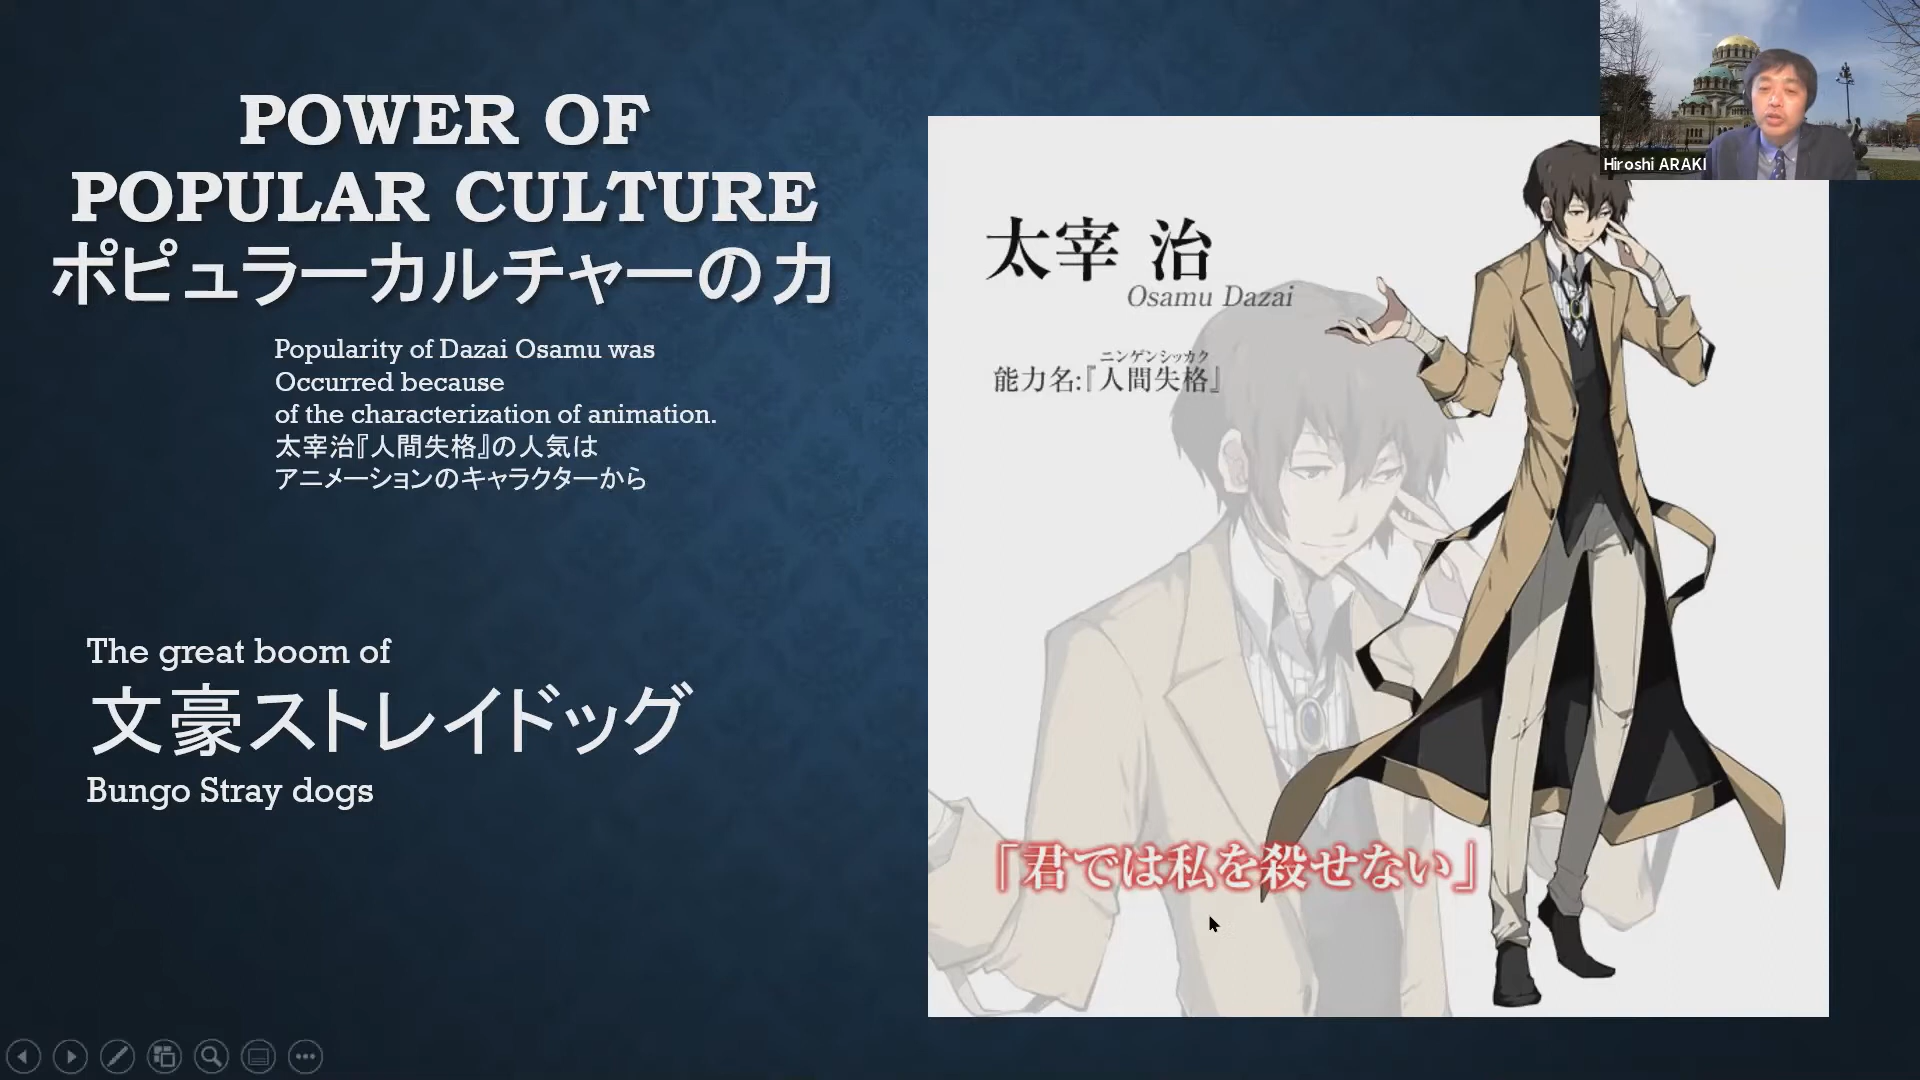 POWER OF
POPULAR CULTURE
ポピュラーカルチャーの力
Popularity of Dazai Osamu was
Occurred because
of the characterization of animation.
太宰治『人間失格』の人気は
アニメーションのキャラクターから
The great boom of
文豪ストレイドッグ
Bungo Stray dogs
太宰 治
Osamu Dazai
ニンゲンシッカク
能力名:『人間失格』
「君では私を殺せない」
Hiroshi ARAKI